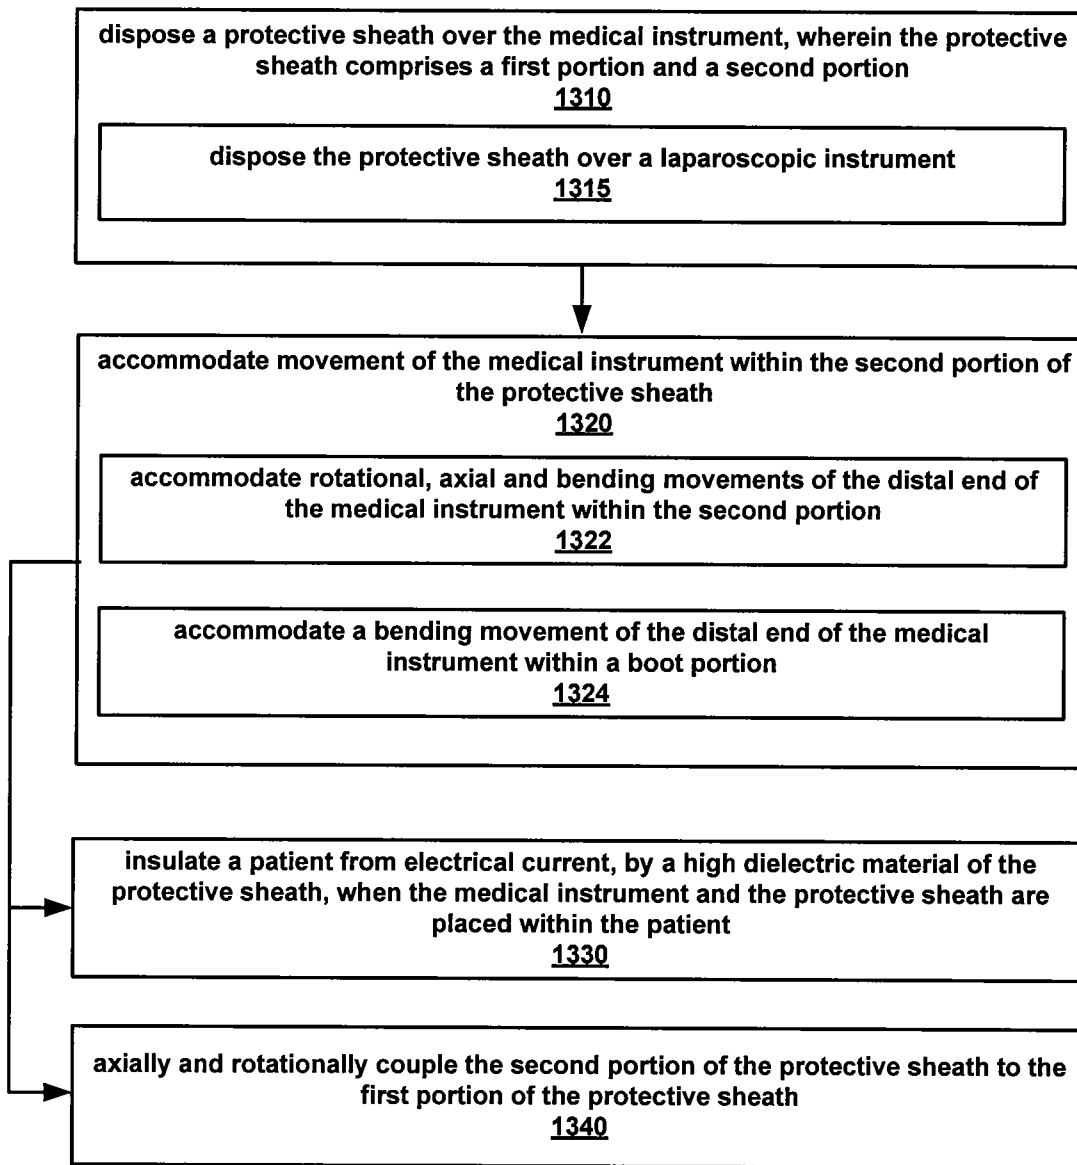 dispose a protective sheath over the medical instrument, wherein the protective
sheath comprises a first portion and a second portion
1310
dispose the protective sheath over a laparoscopic instrument
1315
accommodate movement of the medical instrument within the second portion of
the protective sheath
1320
accommodate rotational, axial and bending movements of the distal end of
the medical instrument within the second portion
1322
accommodate a bending movement of the distal end of the medical
instrument within a boot portion
1324
insulate a patient from electrical current, by a high dielectric material of the
protective sheath, when the medical instrument and the protective sheath are
placed within the patient
1330
axially and rotationally couple the second portion of the protective sheath to the
first portion of the protective sheath
1340